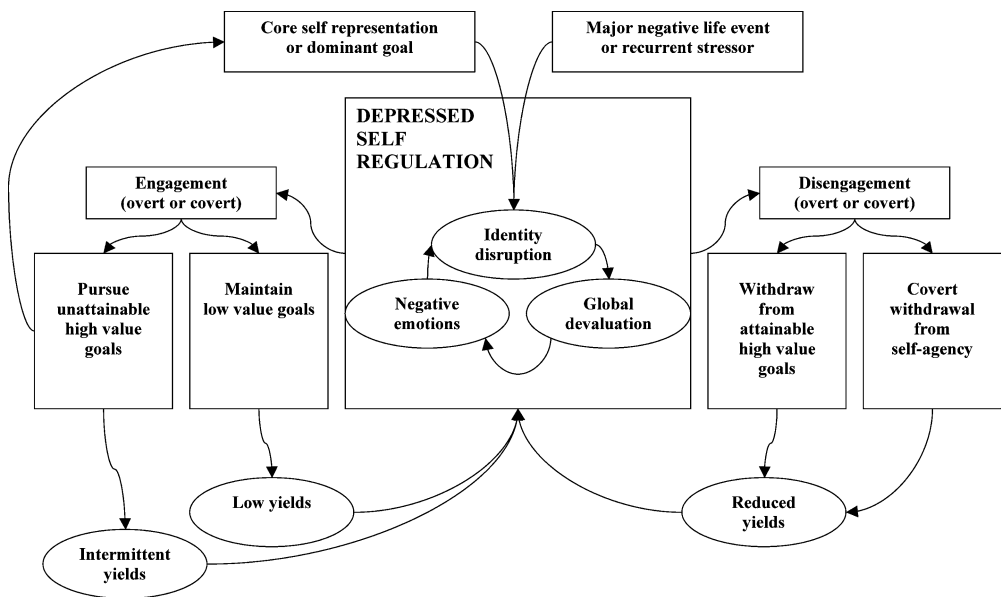 Core self representation
or dominant goal
Major negative life event
or recurrent stressor
DEPRESSED
SELF
REGULATION
Engagement
(overt or covert)
Disengagement
(overt or covert)
Identity
disruption
Negative
emotions
Global
devaluation
Pursue
unattainable
high value
goals
Maintain
low value goals
Withdraw
from
attainable
high value
goals
Covert
withdrawal
from
self-agency
Low yields
Reduced
yields
Intermittent
yields